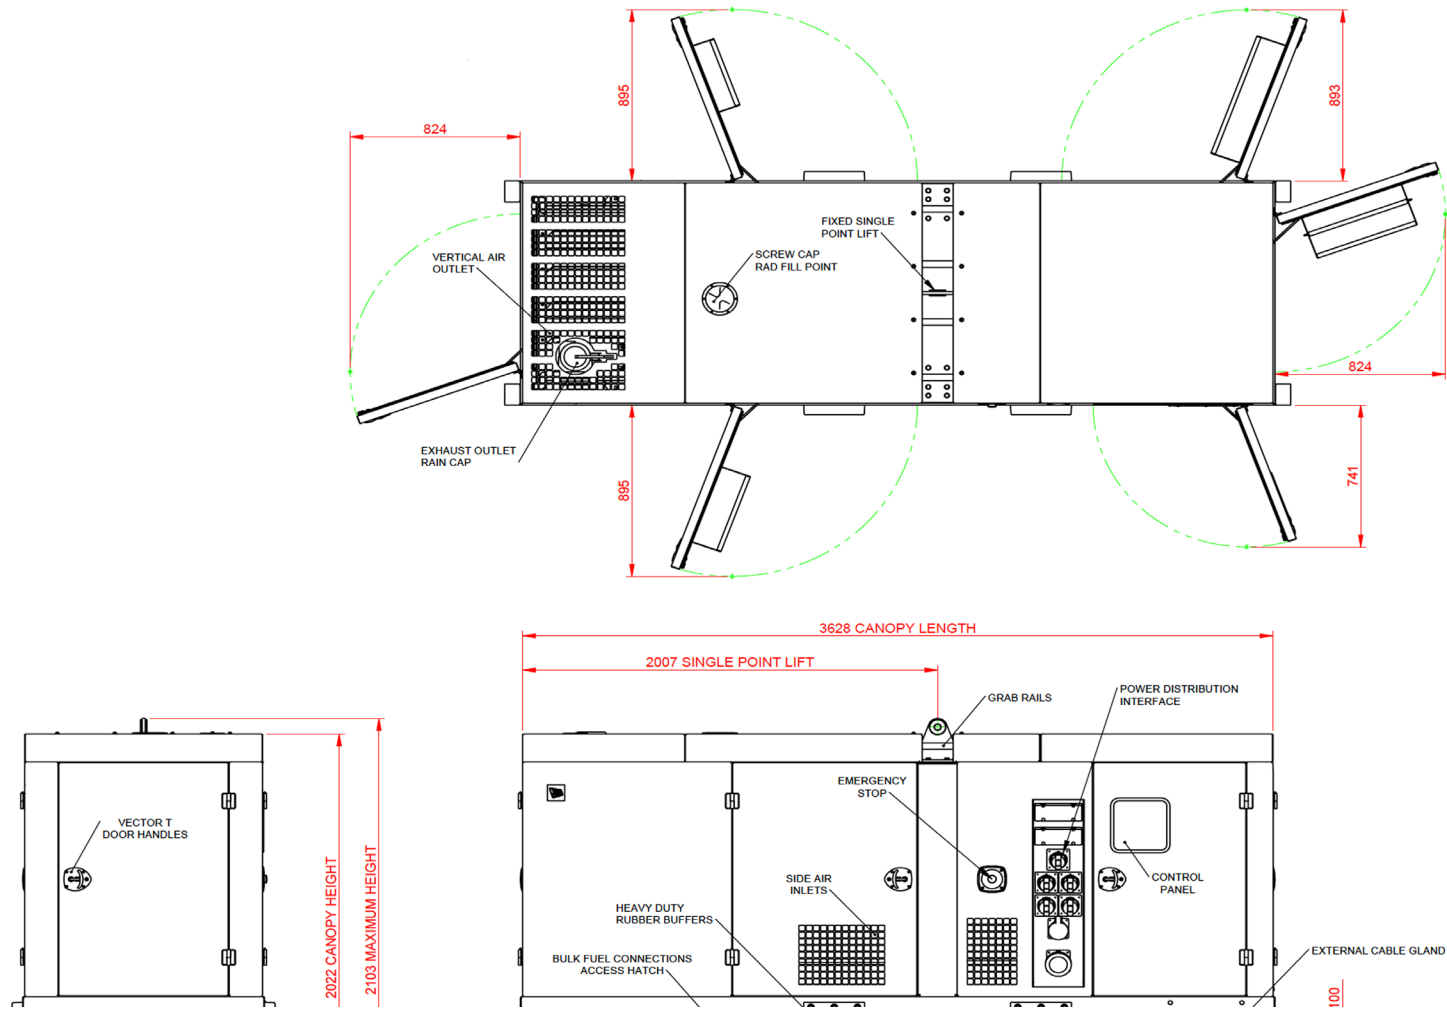 895
893
824
FIXED SINGLE
POINT LIFT
SCREW CAP
RAD FILL POINT
VERTICAL AIR
OUTLET
824
EXHAUST OUTLET
RAIN CAP
895
741
3628 CANOPY LENGTH
2007 SINGLE POINT LIFT
GRAB RAILS
POWER DISTRIBUTION
INTERFACE
EMERGENCY
STOP
VECTOR T
DOOR HANDLES
2022 CANOPY HEIGHT
2103 MAXIMUM HEIGHT
SIDE AIR
INLETS
CONTROL
PANEL
HEAVY DUTY
RUBBER BUFFERS
BULK FUEL CONNECTIONS
ACCESS HATCH
EXTERNAL CABLE GLAND
100